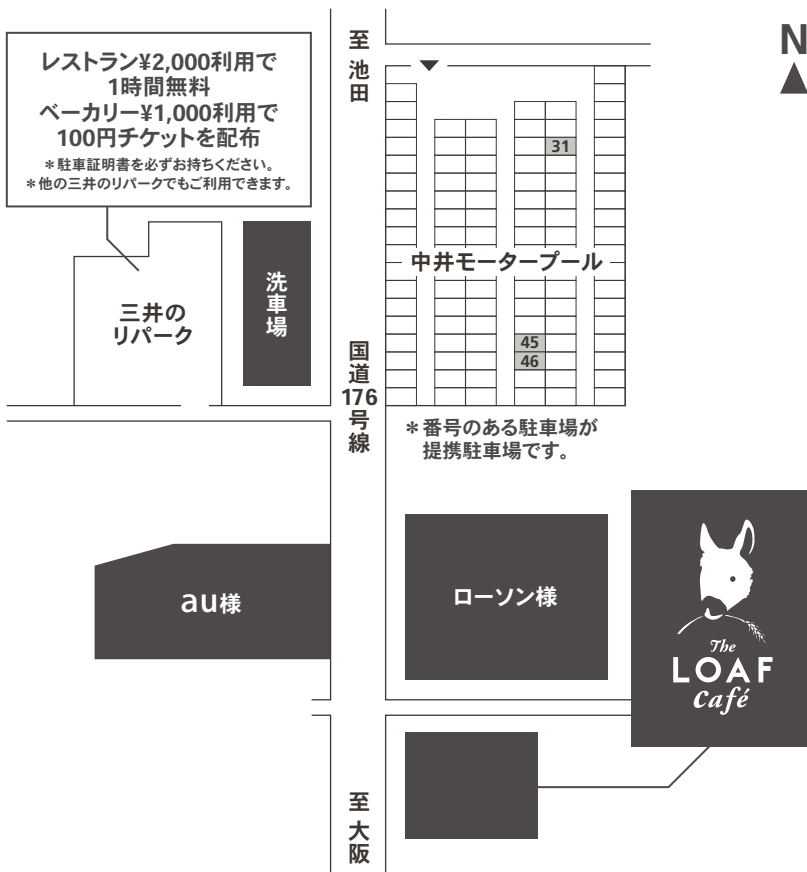 レストラン¥2,000利用で
1時間無料
ベーカリー¥1,000利用で
100円チケットを配布
＊駐車証明書を必ずお持ちください。
＊他の三井のリパークでもご利用できます。
至 池田
N
31
中井モータープール
洗車場
三井の
リパーク
45
46
国道176号線
＊番号のある駐車場が
提携駐車場です。
au様
ローソン様
The
LOAF
Café
至 大阪